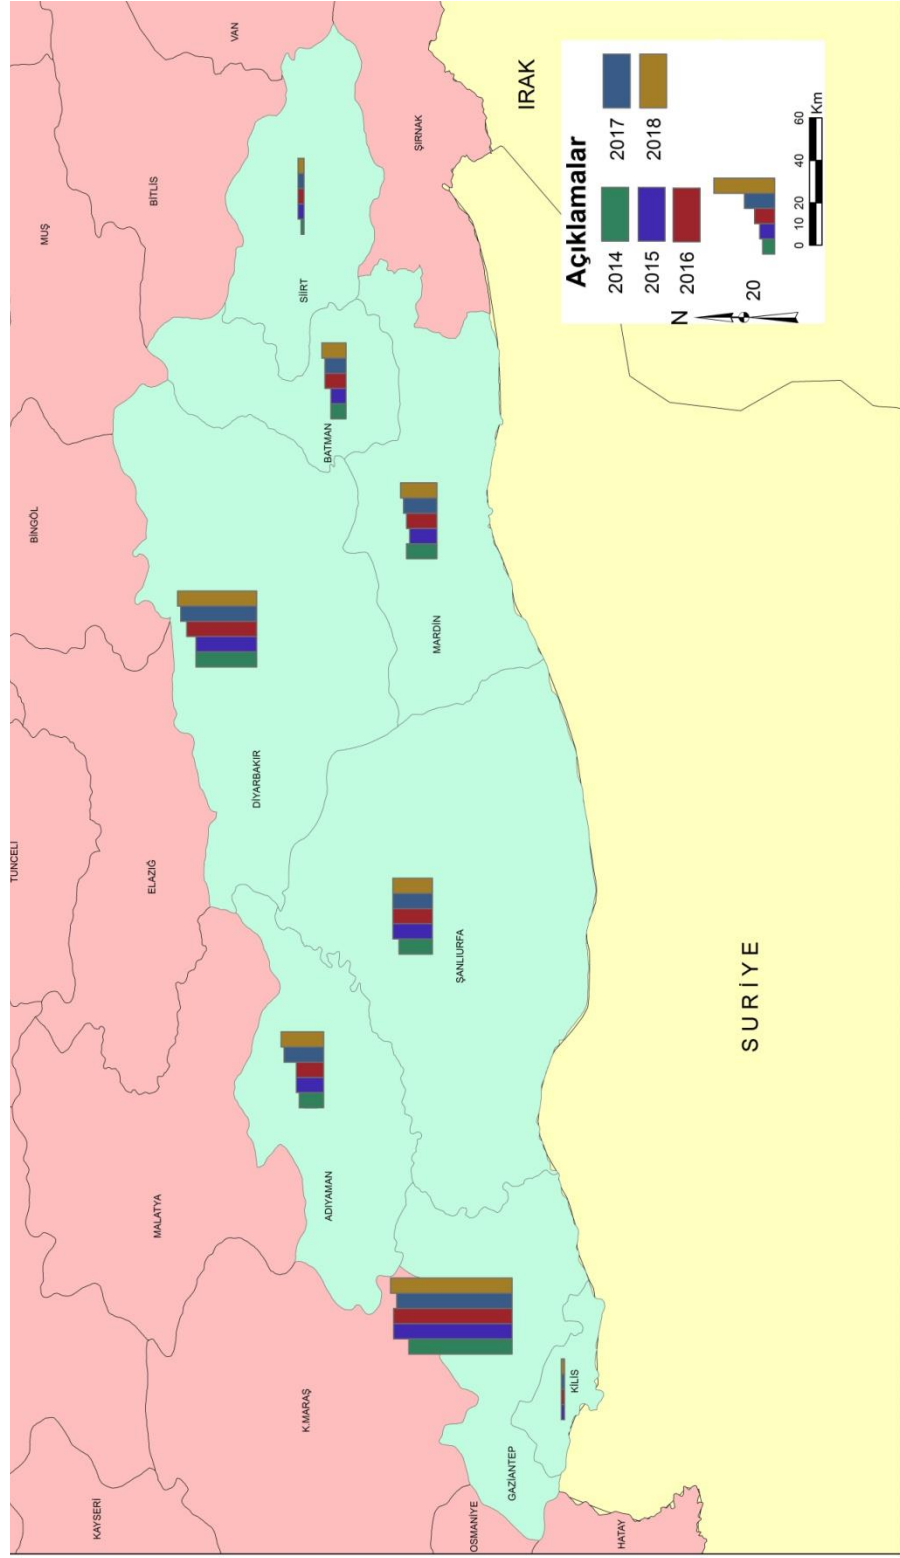 KAYSERİ
MALATYA
TUNCELİ
BİNGÖL
MUŞ
VAN
ELAZIĞ
BİTLİS
K.MARAŞ
ADIYAMAN
DİYARBAKIR
BATMAN
SİİRT
ŞIRNAK
OSMANİYE
GAZİANTEP
ŞANLIURFA
MARDİN
HATAY
KİLİS
SURİYE
IRAK
Açıklamalar
2014
2017
2015
2018
2016
N
20
0 10 20 40 60
Km